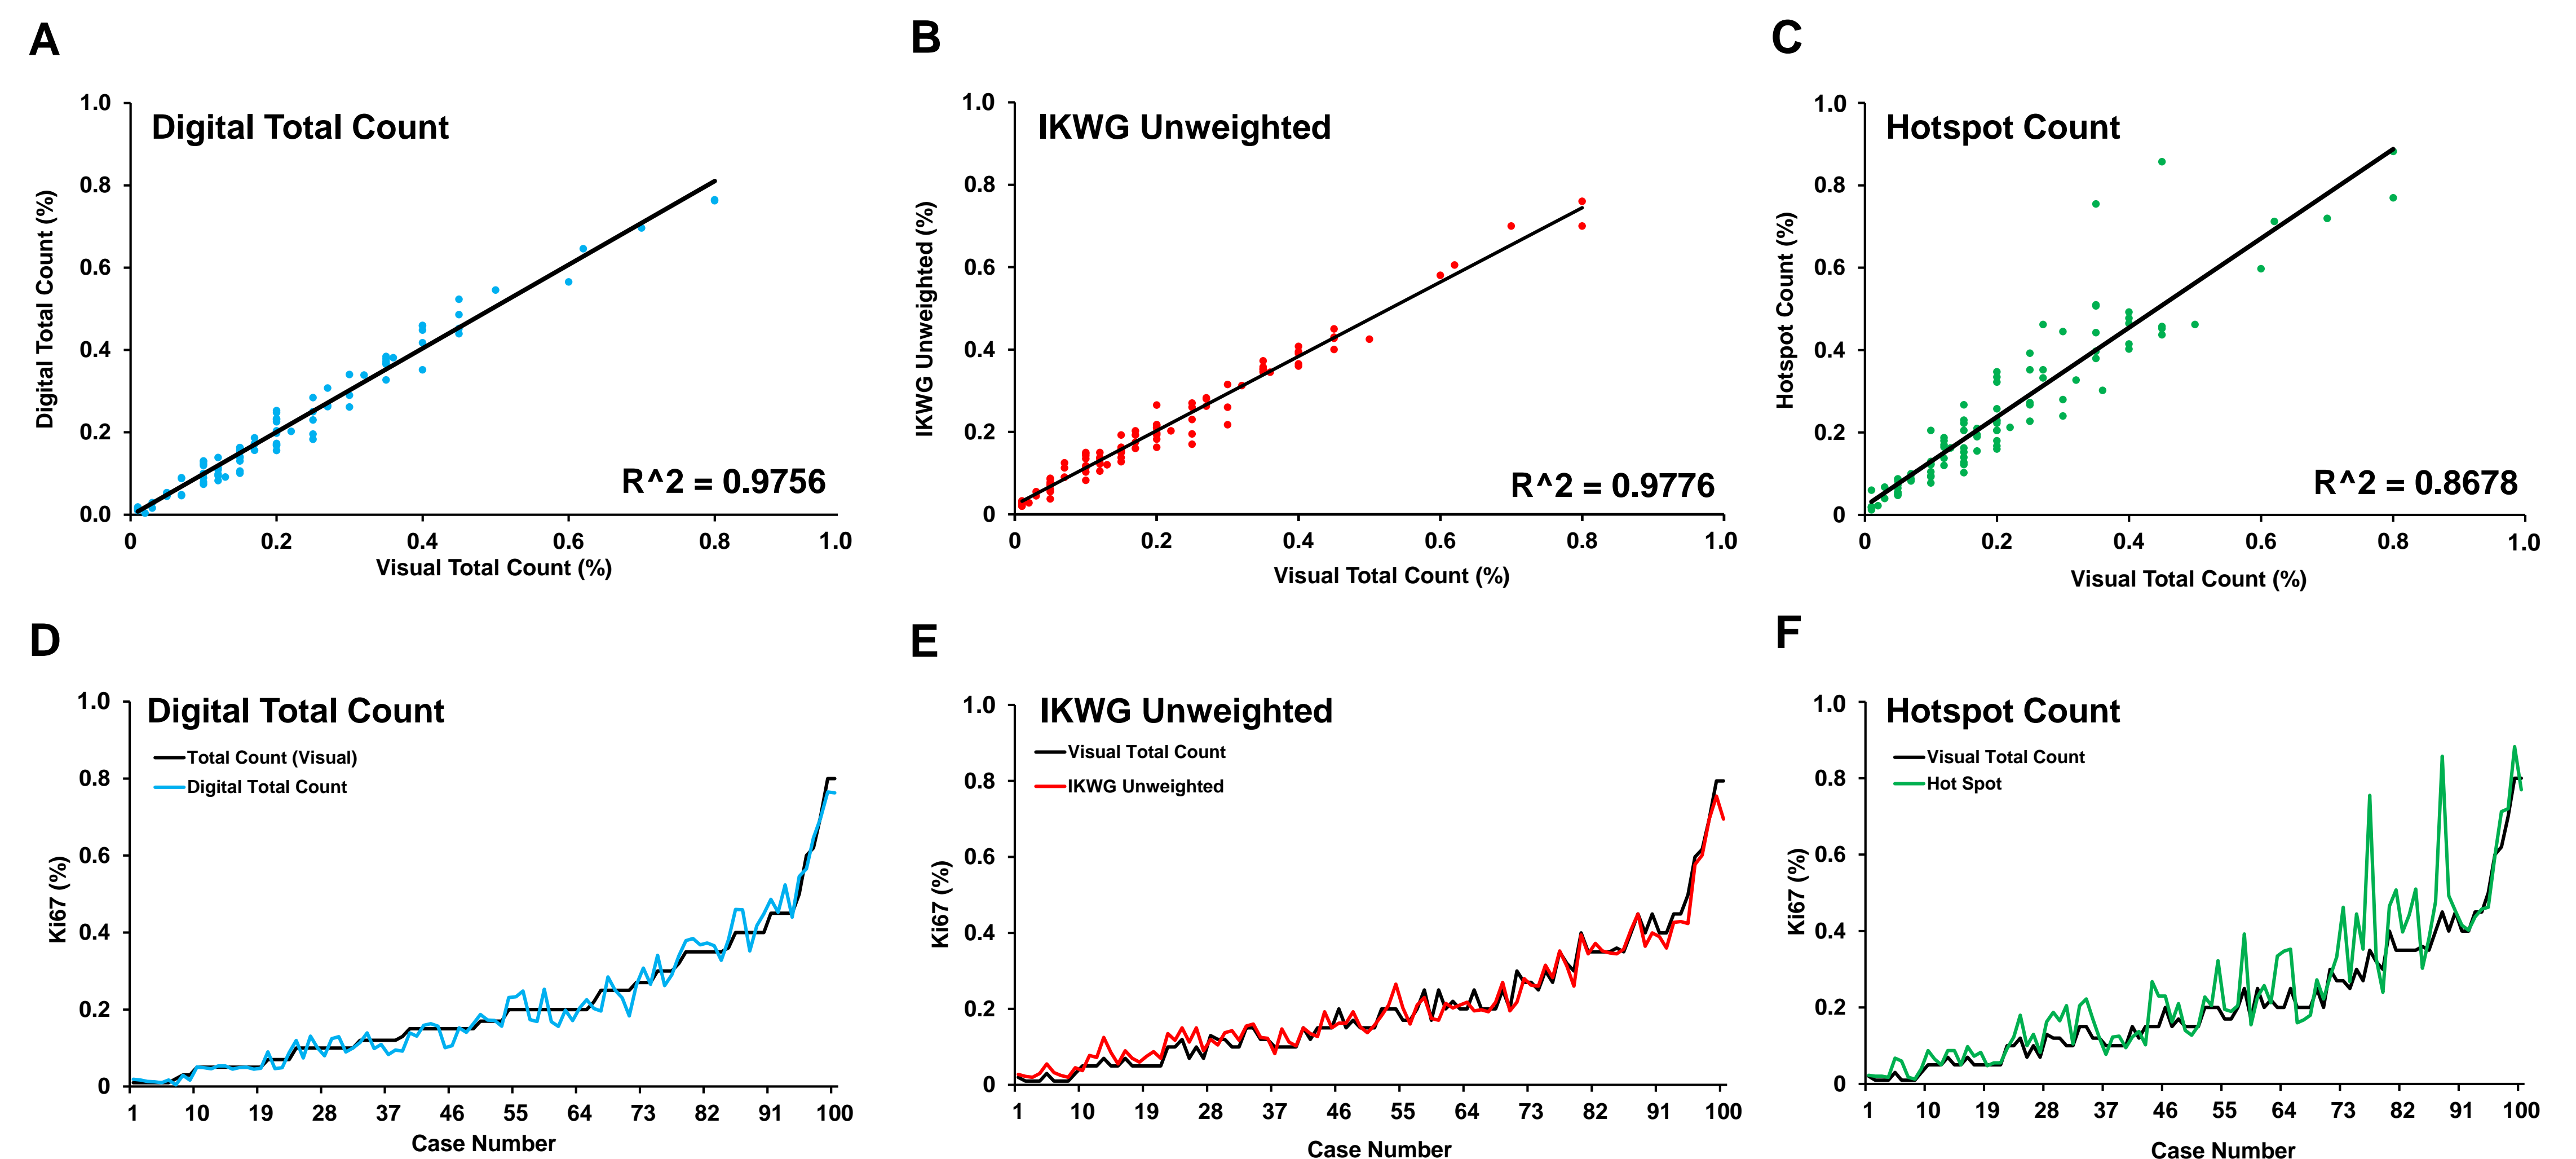 A
Digital Total Count
Digital Total Count (%)
1.0
0.8
0.6
0.4
0.2
0.0
R^2 = 0.9756
0 0.2 0.4 0.6 0.8 1.0
Visual Total Count (%)
B
IKWG Unweighted
IKWG Unweighted (%)
1.0
0.8
0.6
0.4
0.2
0
R^2 = 0.9776
0 0.2 0.4 0.6 0.8 1.0
Visual Total Count (%)
C
Hotspot Count
Hotspot Count (%)
1.0
0.8
0.6
0.4
0.2
0
R^2 = 0.8678
0 0.2 0.4 0.6 0.8 1.0
Visual Total Count (%)
D
Digital Total Count
Total Count (Visual)
Digital Total Count
Ki67 (%)
1.0
0.8
0.6
0.4
0.2
0
1 10 19 28 37 46 55 64 73 82 91 100
Case Number
E
IKWG Unweighted
Visual Total Count
IKWG Unweighted
Ki67 (%)
1.0
0.8
0.6
0.4
0.2
0
1 10 19 28 37 46 55 64 73 82 91 100
Case Number
F
Hotspot Count
Visual Total Count
Hot Spot
Ki67 (%)
1.0
0.8
0.6
0.4
0.2
0
1 10 19 28 37 46 55 64 73 82 91 100
Case Number